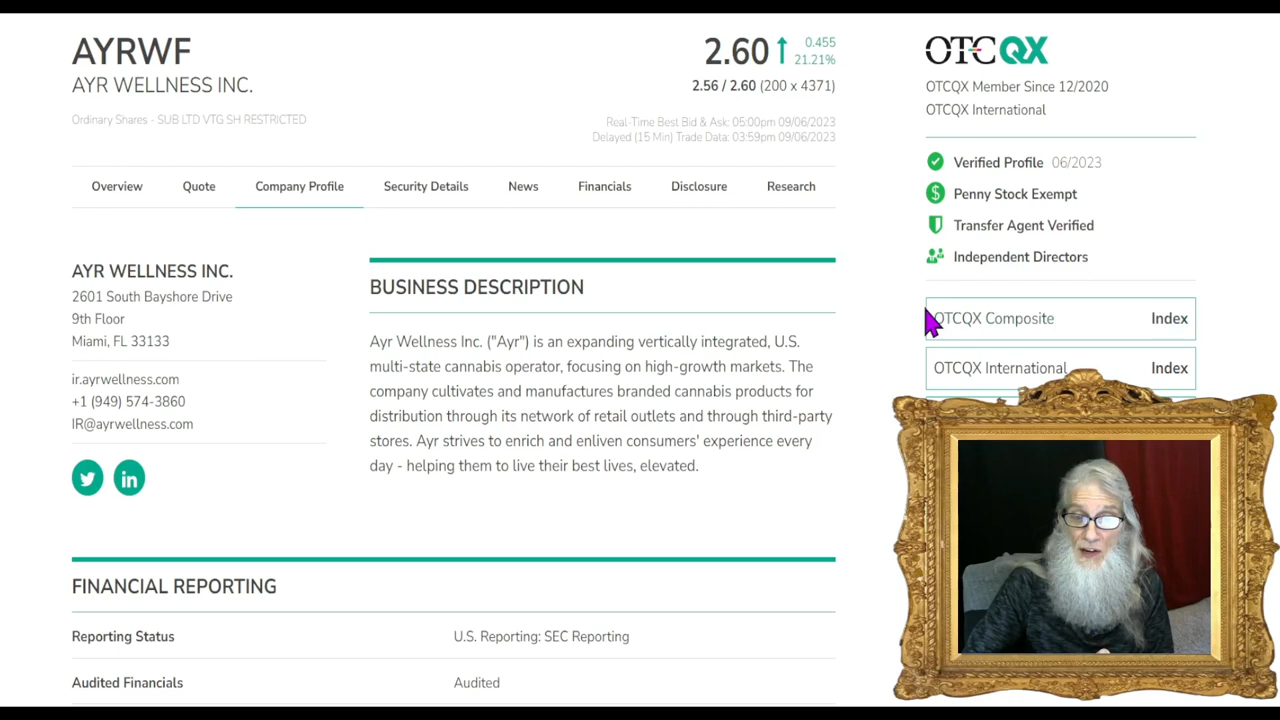 AYRWF
AYR WELLNESS INC.
Ordinary Shares - SUB LTD VTG SH RESTRICTED
2.60 0.455
21.21%
2.56 / 2.60 (200 x 4371)
Real-Time Best Bid & Ask: 05:00pm 09/06/2023
Delayed (15 Min) Trade Data: 03:59pm 09/06/2023
Overview Quote Company Profile Security Details News Financials Disclosure Research
AYR WELLNESS INC.
2601 South Bayshore Drive
9th Floor
Miami, FL 33133
ir.ayrwellness.com
+1 (949) 574-3860
IR@ayrwellness.com
in
BUSINESS DESCRIPTION
Ayr Wellness Inc. ("Ayr") is an expanding vertically integrated, U.S.
multi-state cannabis operator, focusing on high-growth markets. The
company cultivates and manufactures branded cannabis products for
distribution through its network of retail outlets and through third-party
stores. Ayr strives to enrich and enliven consumers' experience every
day - helping them to live their best lives, elevated.
FINANCIAL REPORTING
Reporting Status U.S. Reporting: SEC Reporting
Audited Financials Audited
OTCQX
OTCQX Member Since 12/2020
OTCQX International
Verified Profile 06/2023
$ Penny Stock Exempt
Transfer Agent Verified
Independent Directors
OTCQX Composite Index
OTCQX International Index